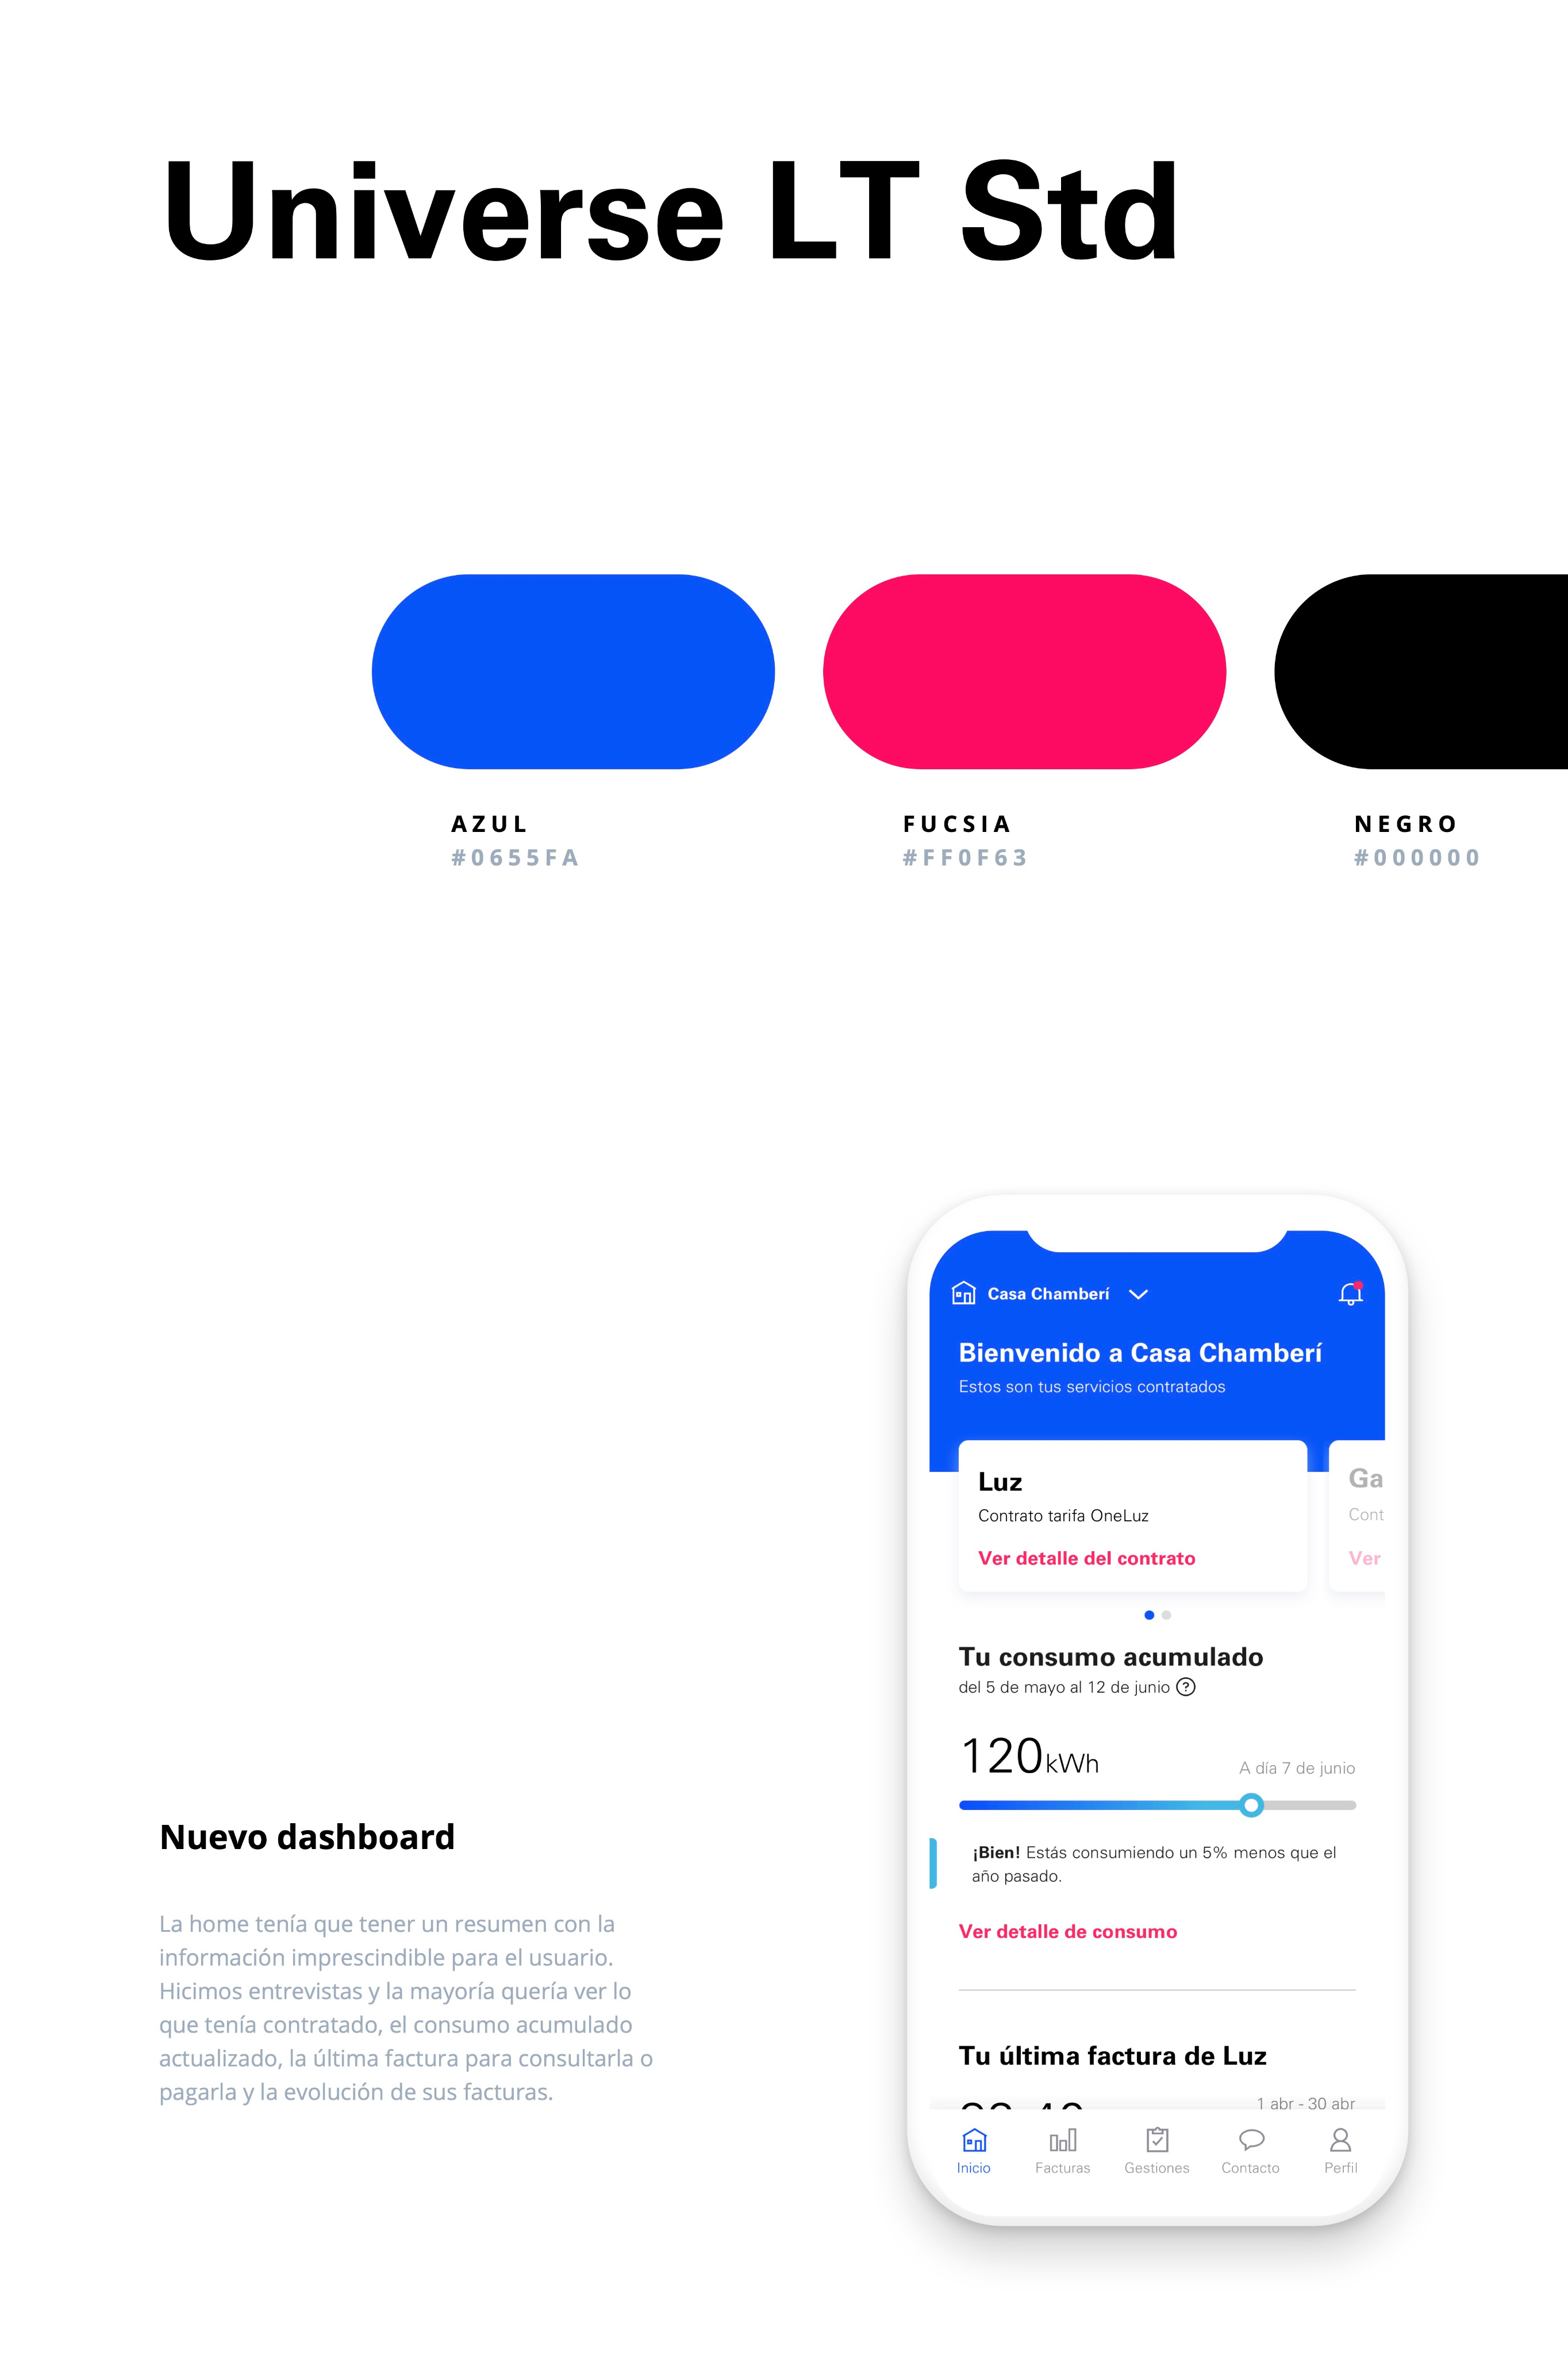 Universe LT Std
AZUL
#0655FA
FUCSIA
#FF0F63
NEGRO
#000000
Casa Chamberí
Bienvenido a Casa Chamberí
Estos son tus servicios contratados
Luz
Contrato tarifa OneLuz
Ver detalle del contrato
Ga
Cont
Ver
Tu consumo acumulado
del 5 de mayo al 12 de junio ?
120kWh
A día 7 de junio
¡Bien! Estás consumiendo un 5% menos que el
año pasado.
Ver detalle de consumo
Tu última factura de Luz
1 abr - 30 abr
Inicio
Facturas
Gestiones
Contacto
Perfil
Nuevo dashboard
La home tenía que tener un resumen con la
información imprescindible para el usuario.
Hicimos entrevistas y la mayoría quería ver lo
que tenía contratado, el consumo acumulado
actualizado, la última factura para consultarla o
pagarla y la evolución de sus facturas.